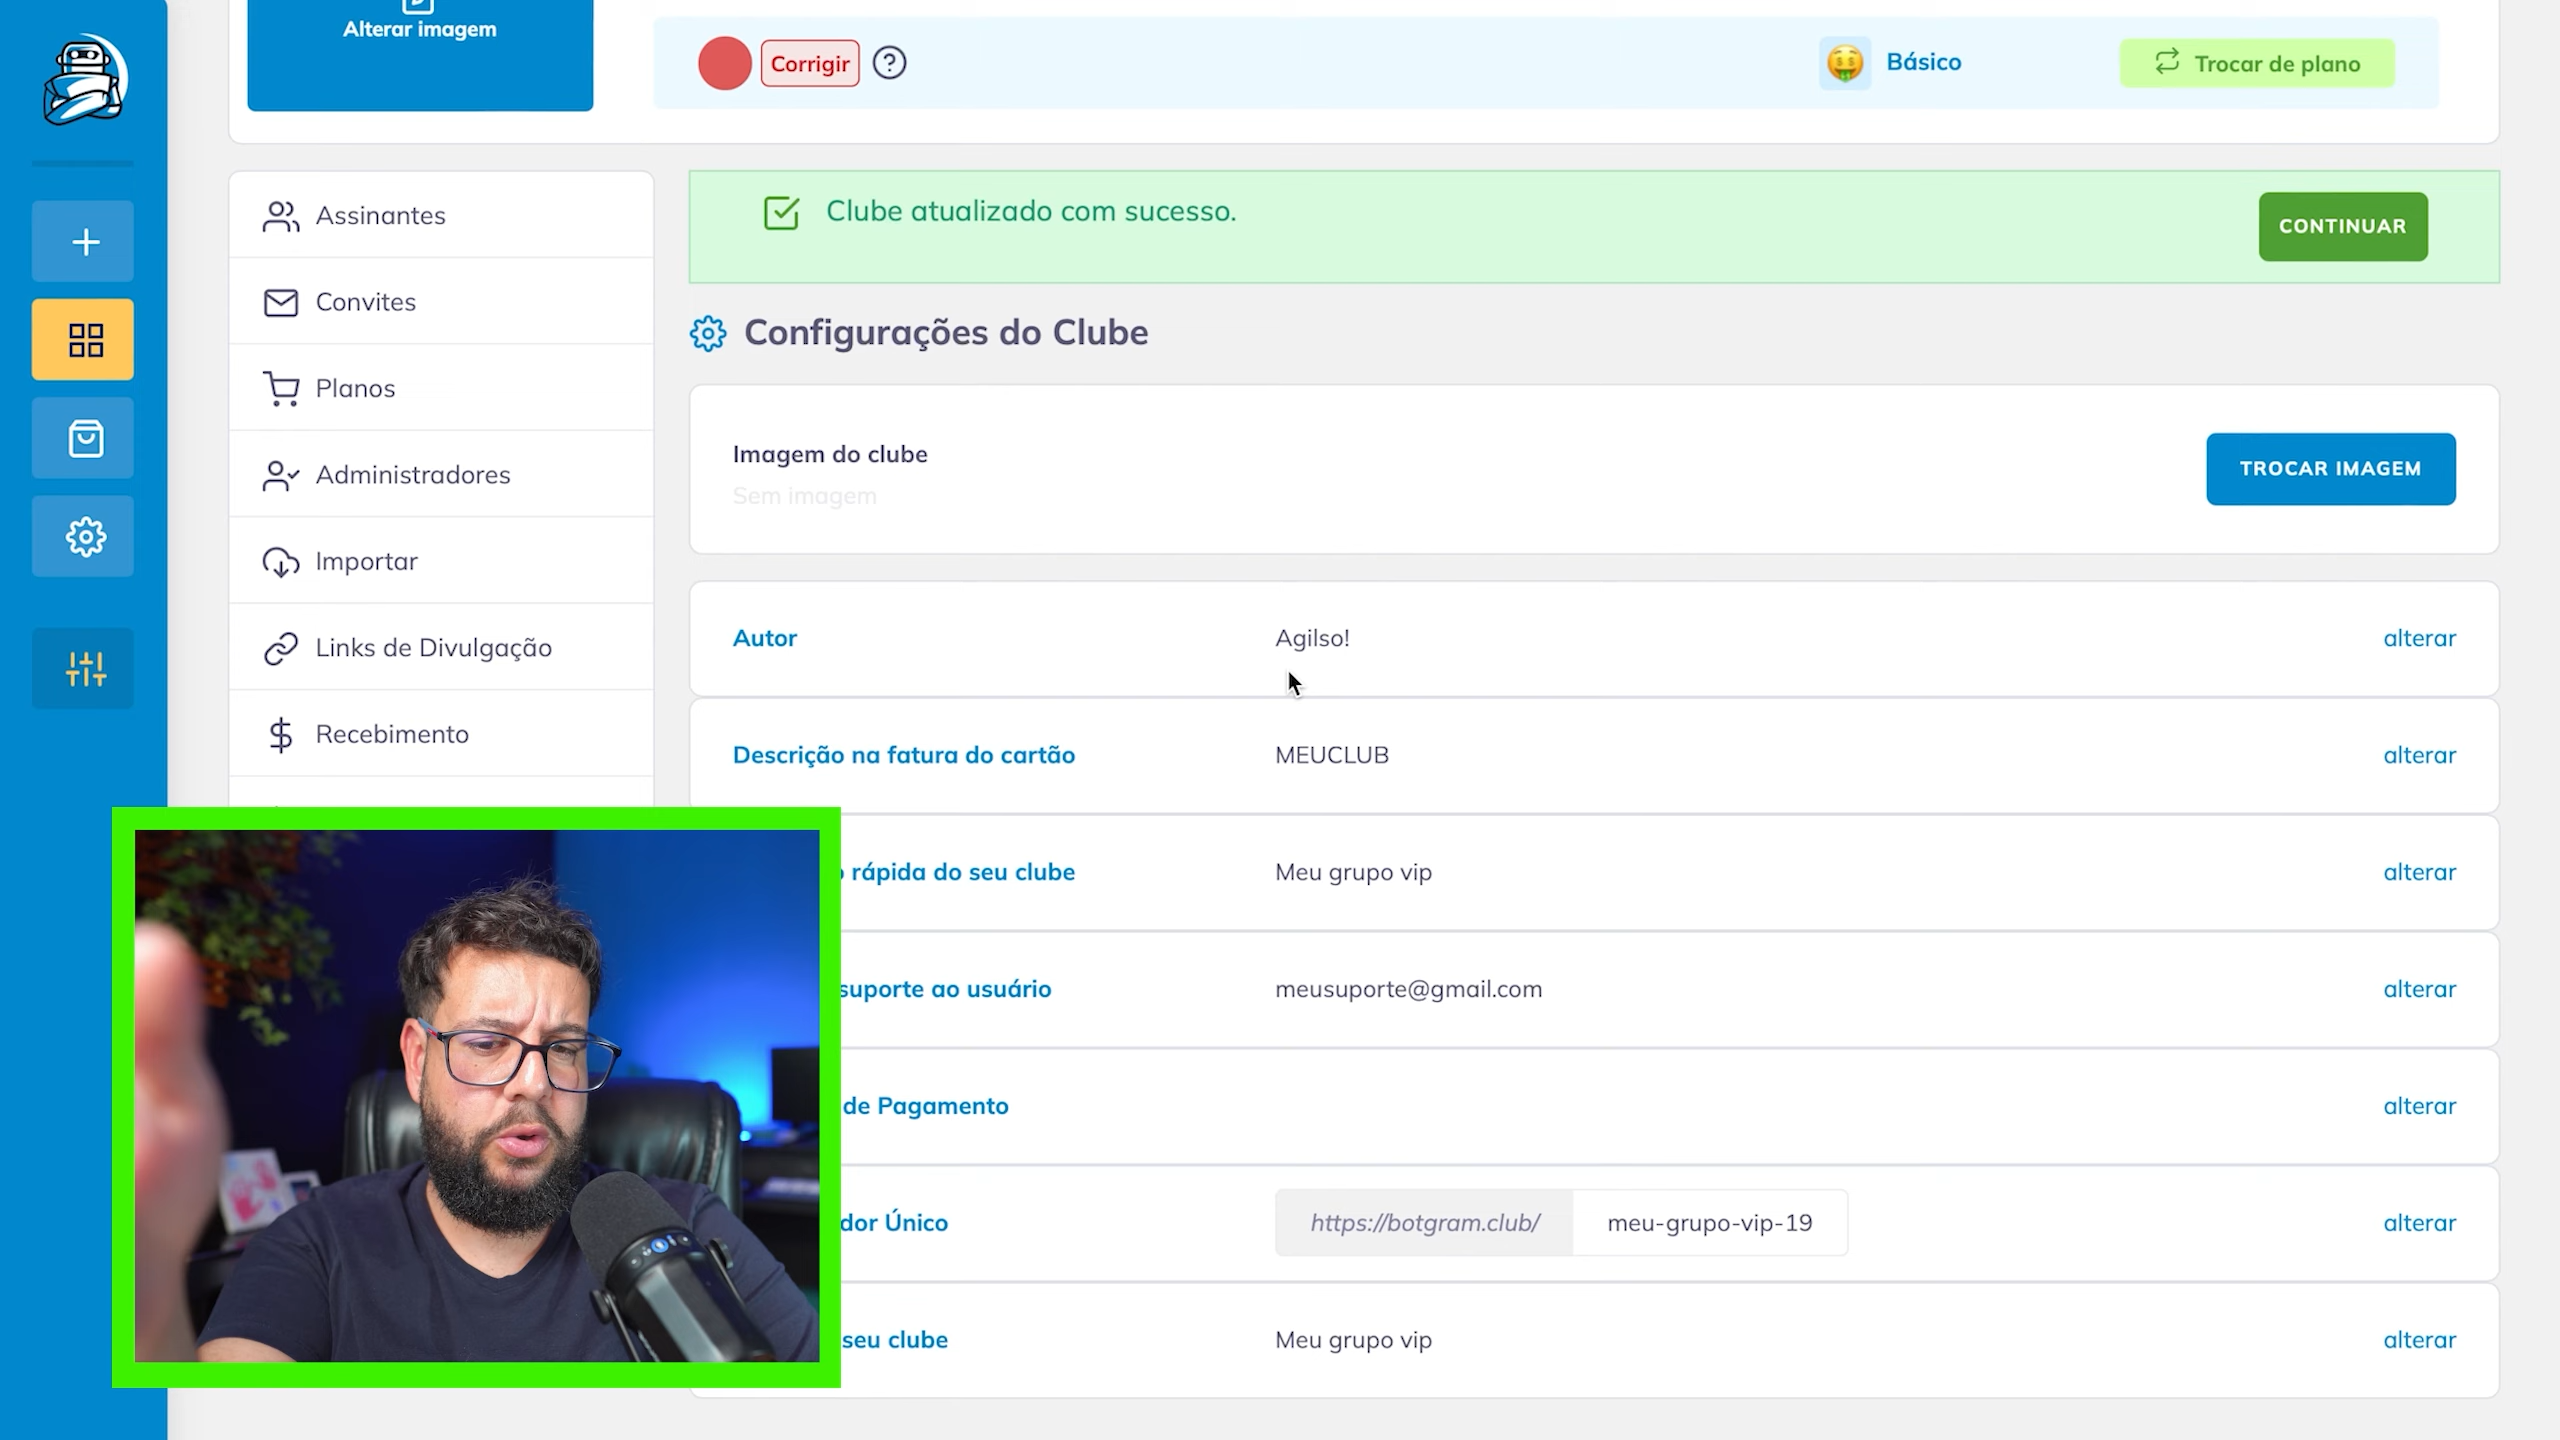 Alterar imagem
Corrigir
Básico
Trocar de plano
Assinantes
Convites
Planos
Administradores
Importar
Links de Divulgação
Recebimento
Clube atualizado com sucesso.
CONTINUAR
Configurações do Clube
Imagem do clube
Sem imagem
TROCAR IMAGEM
Autor Agilso! alterar
Descrição na fatura do cartão MEUCLUB alterar
rápida do seu clube Meu grupo vip alterar
suporte ao usuário meusuporte@gmail.com alterar
de Pagamento alterar
dor Único https://botgram.club/ meu-grupo-vip-19 alterar
seu clube Meu grupo vip alterar